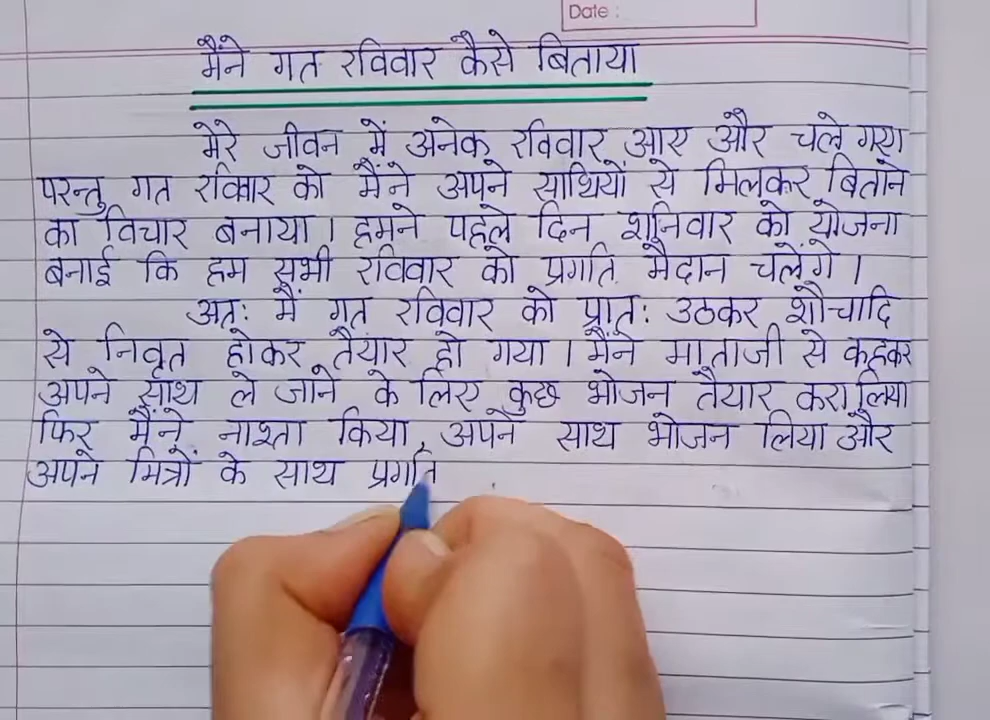 Date :
मैंने गत रविवार कैसे बिताया
मेरे जीवन में अनेक रविवार आए और चले गए
परन्तु गत रविवार को मैंने अपने साथियों से मिलकर बिताने
का विचार बनाया। हमने पहले दिन शनिवार को योजना
बनाई कि हम सभी रविवार को प्रगति मैदान चलेंगे।
अतः मैं गत रविवार को प्रातः उठकर शौचादि
से निवृत होकर तैयार हो गया। मैंने माताजी से कहकर
अपने साथ ले जाने के लिए कुछ भोजन तैयार करा लिया
फिर मैंने नाश्ता किया, अपने साथ भोजन लिया और
अपने मित्रों के साथ प्रगति